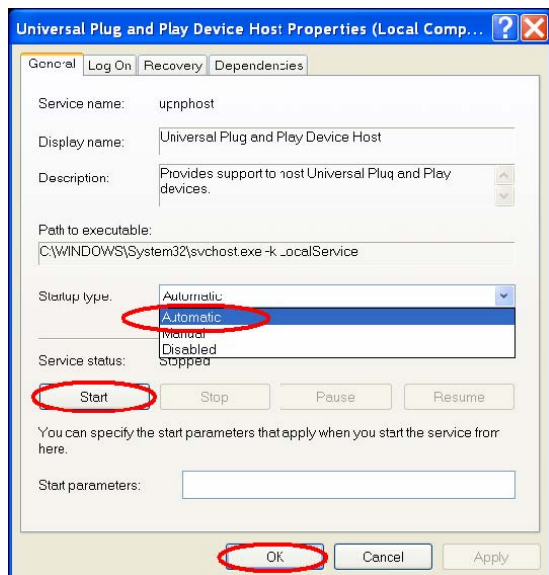 Universal Plug and Play Device Host Properties (Local Comp...
General Log On Recovery Dependencies
Service name: upnphost
Display name: Universal Plug and Play Device Host
Description: Provides support to host Universal Plug and Play
devices.
Path to executable:
C:\WINDOWS\System32\svchost.exe -k LocalService
Startup type: Automatic
Automatic
Manual
Disabled
Service status: Stopped
Start Stop Pause Resume
You can specify the start parameters that apply when you start the service from
here.
Start parameters:
OK Cancel Apply